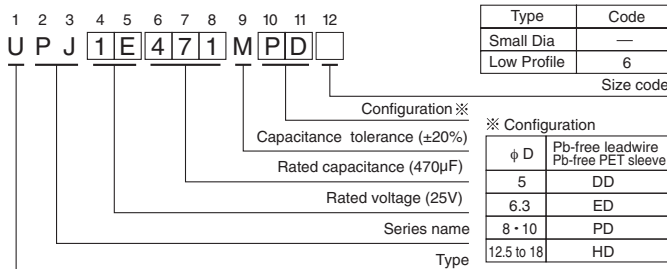 1 2 3 4 5 6 7 8 9 10 11 12
U P J 1 E 4 7 1 M P D
Type Code
Small Dia —
Low Profile 6
Size code
Configuration※
Capacitance tolerance (±20%)
Rated capacitance (470µF)
Rated voltage (25V)
Series name
Type
※ Configuration
ϕ D Pb-free leadwire
Pb-free PET sleeve
5 DD
6.3 ED
8・10 PD
12.5 to 18 HD